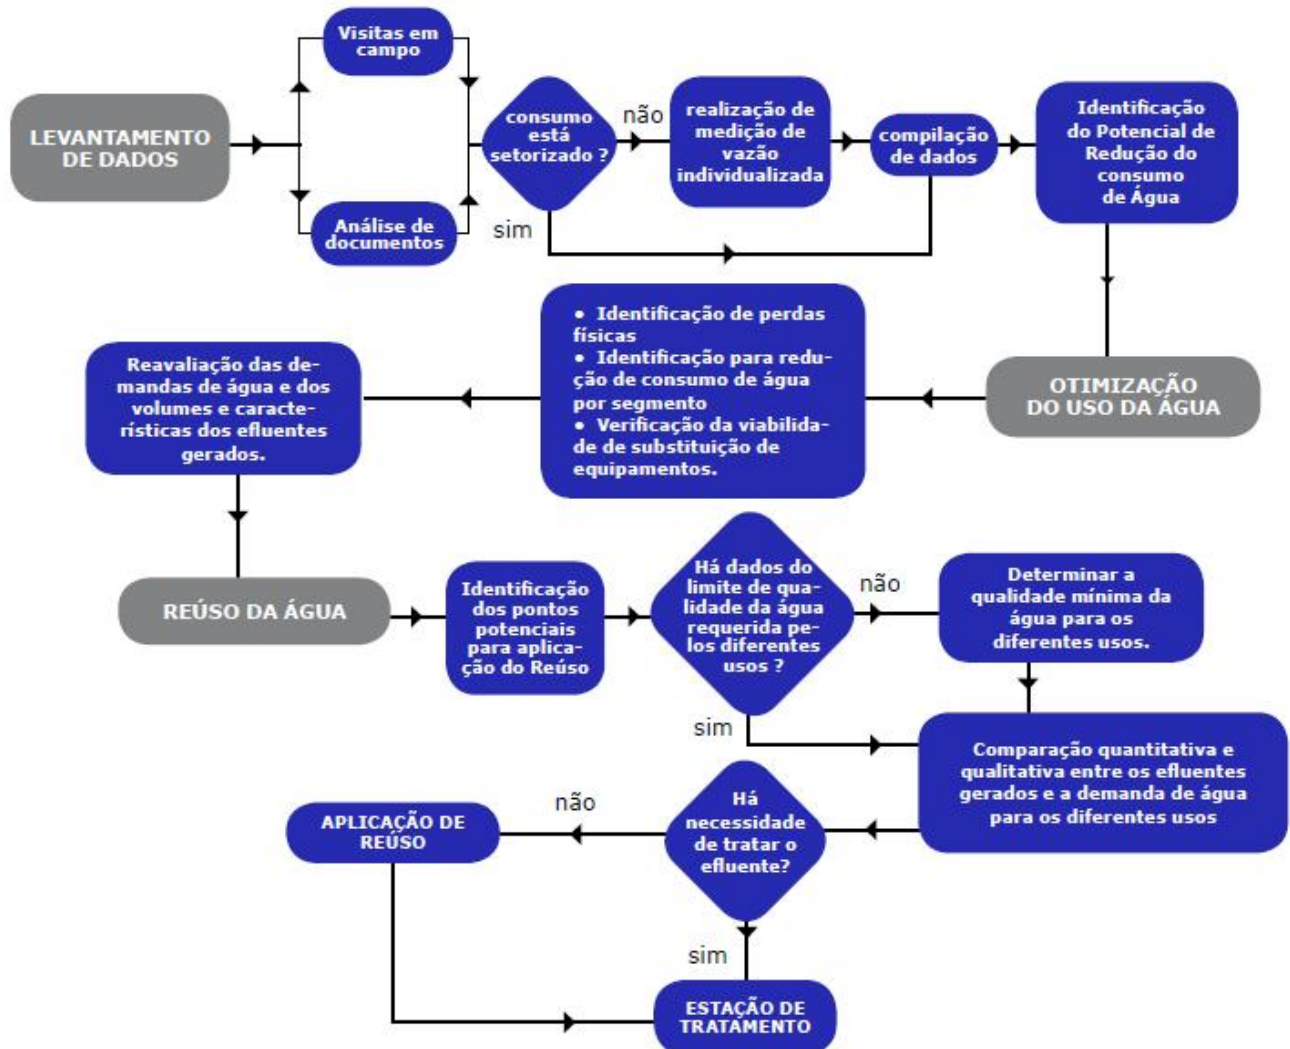 Visitas em
campo
LEVANTAMENTO
DE DADOS
Análise de
documentos
consumo
está
setorizado ?
não
sim
realização de
medição de
vazão
individualizada
compilação
de dados
Identificação
do Potencial de
Redução do
consumo
de Água
OTIMIZAÇÃO
DO USO DA ÁGUA
● Identificação de perdas
físicas
● Identificação para redu-
ção de consumo de água
por segmento
● Verificação da viabilida-
de de substituição de
equipamentos.
Reavaliação das de-
mandas de água e dos
volumes e caracte-
rísticas dos efluentes
gerados.
REÚSO DA ÁGUA
Identificação
dos pontos
potenciais
para aplica-
ção do Reúso
Há dados do
limite de qua-
lidade da água
requerida pe-
los diferentes
usos ?
não
sim
Determinar a
qualidade mínima da
água para os
diferentes usos.
Comparação quantitativa e
qualitativa entre os efluentes
gerados e a demanda de água
para os diferentes usos
Há
necessidade
de tratar o
efluente?
não
sim
APLICAÇÃO DE
REÚSO
ESTAÇÃO DE
TRATAMENTO